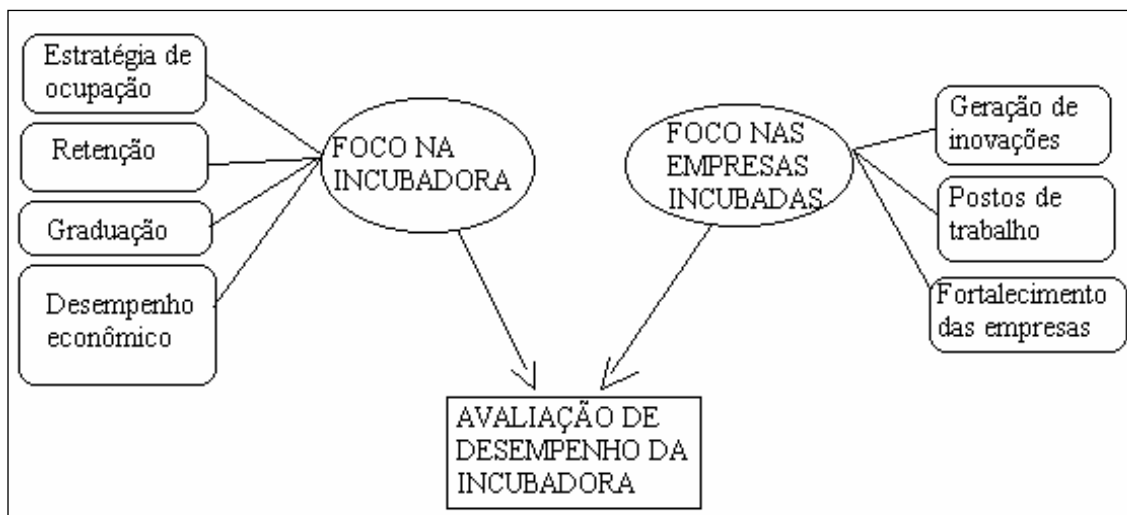 Estratégia de
ocupação
Retenção
Graduação
Desempenho
econômico
FOCO NA
INCUBADORA
FOCO NAS
EMPRESAS
INCUBADAS
Geração de
inovações
Postos de
trabalho
Fortalecimento
das empresas
AVALIAÇÃO DE
DESEMPENHO DA
INCUBADORA